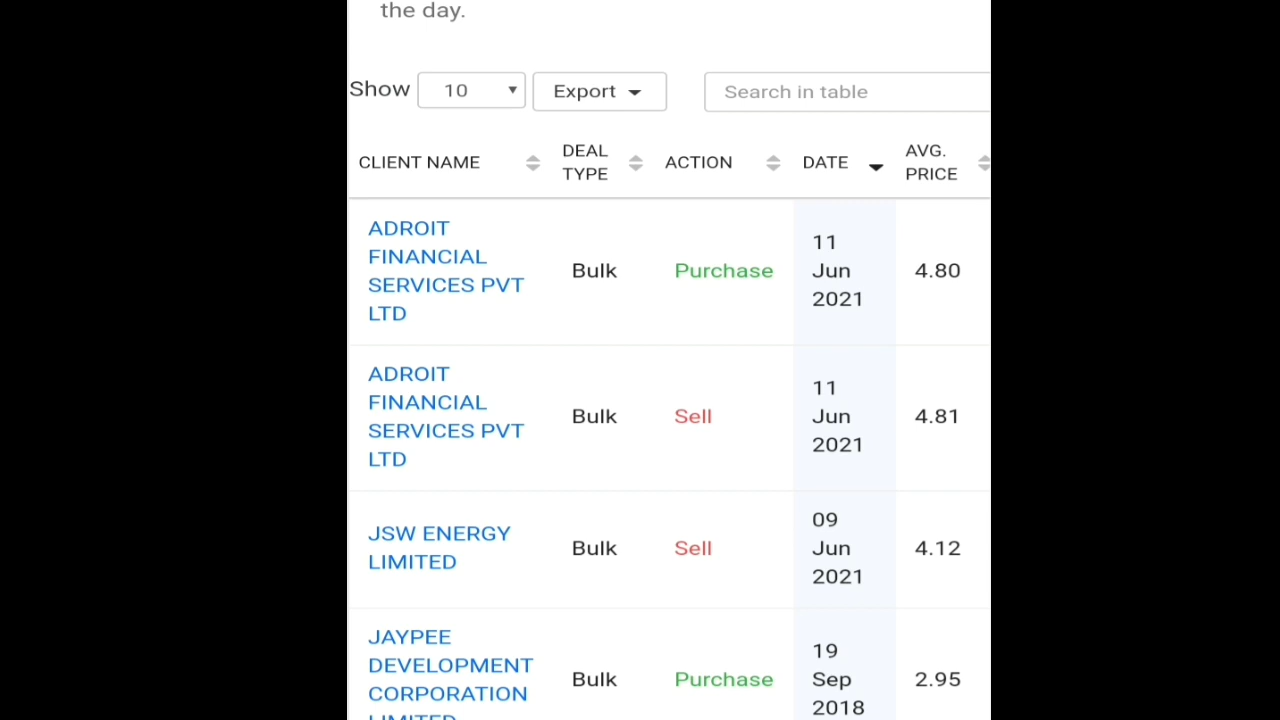 the day.
Show 10 Export Search in table
CLIENT NAME DEAL TYPE ACTION DATE AVG. PRICE
ADROIT
FINANCIAL
SERVICES PVT
LTD
Bulk
Purchase
11
Jun
2021
4.80
ADROIT
FINANCIAL
SERVICES PVT
LTD
Bulk
Sell
11
Jun
2021
4.81
JSW ENERGY
LIMITED
Bulk
Sell
09
Jun
2021
4.12
JAYPEE
DEVELOPMENT
CORPORATION
LIMITED
Bulk
Purchase
19
Sep
2018
2.95